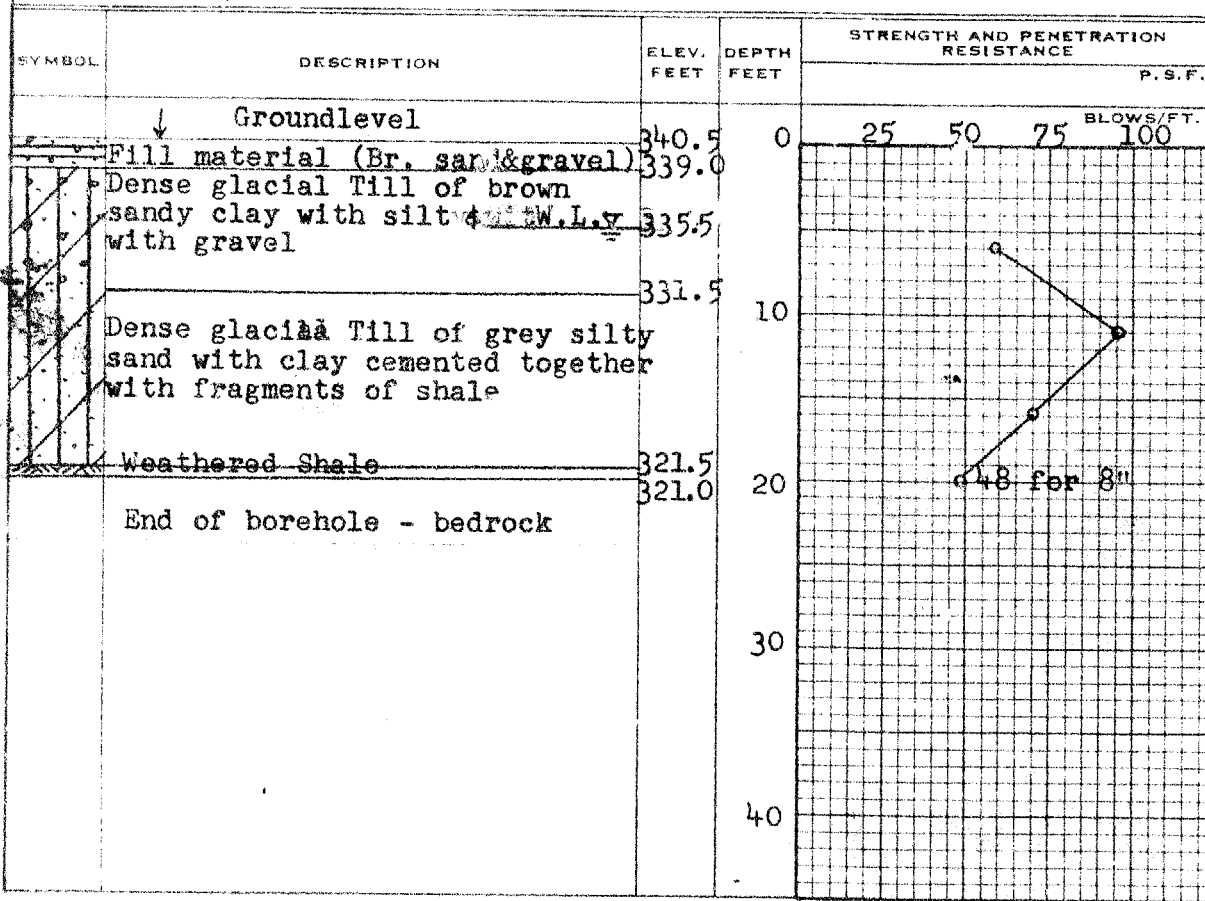 SYMBOL DESCRIPTION ELEV. FEET DEPTH FEET STRENGTH AND PENETRATION RESISTANCE
P.S.F.
BLOWS/FT.
Groundlevel 340.5 0 25 50 75 100
Fill material (Br. sand&gravel) 339.0
Dense glacial Till of brown
sandy clay with silt W.L. 335.5
with gravel
331.5
10
Dense glacial Till of grey silty
sand with clay cemented together
with fragments of shale
Weathered Shale 321.5
321.0 20 48 for 8"
End of borehole - bedrock
30
40